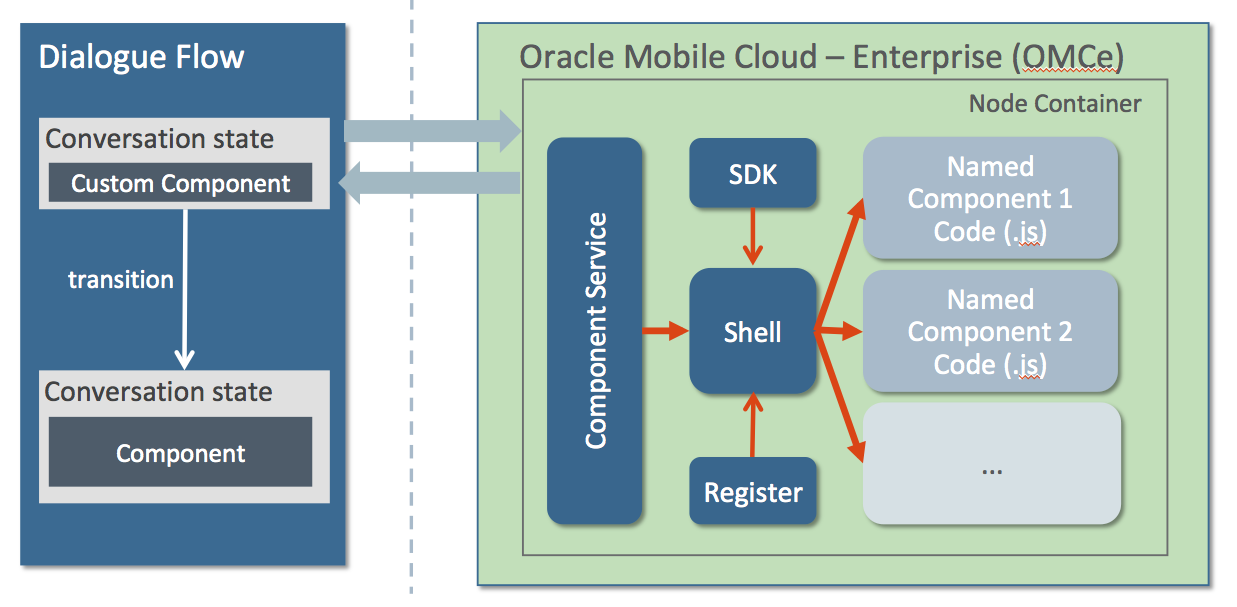 Dialogue Flow
Conversation state
Custom Component
transition
Conversation state
Component
Oracle Mobile Cloud – Enterprise (OMCe)
Node Container
Component Service
SDK
Shell
Register
Named
Component 1
Code (.js)
Named
Component 2
Code (.js)
...